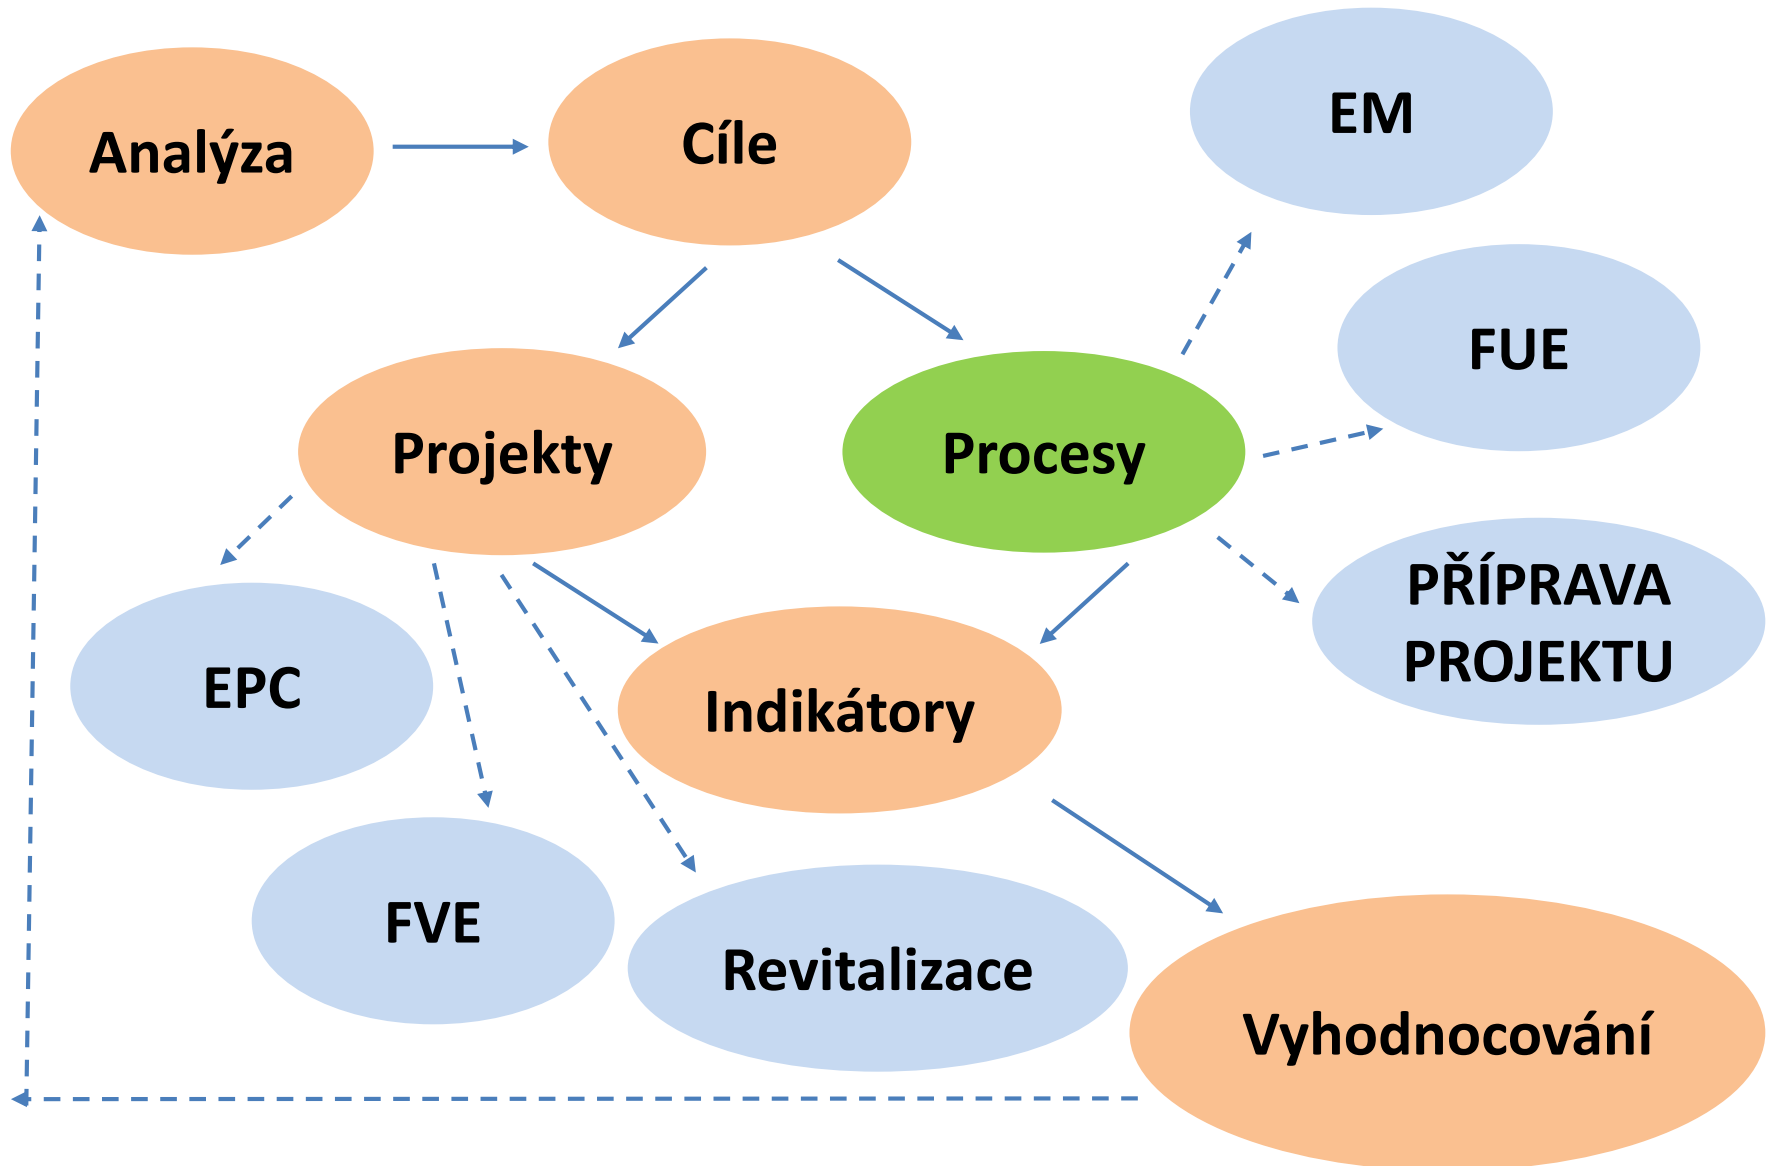 Analýza
Cíle
EM
FUE
Projekty
Procesy
PŘÍPRAVA
PROJEKTU
EPC
Indikátory
FVE
Revitalizace
Vyhodnocování